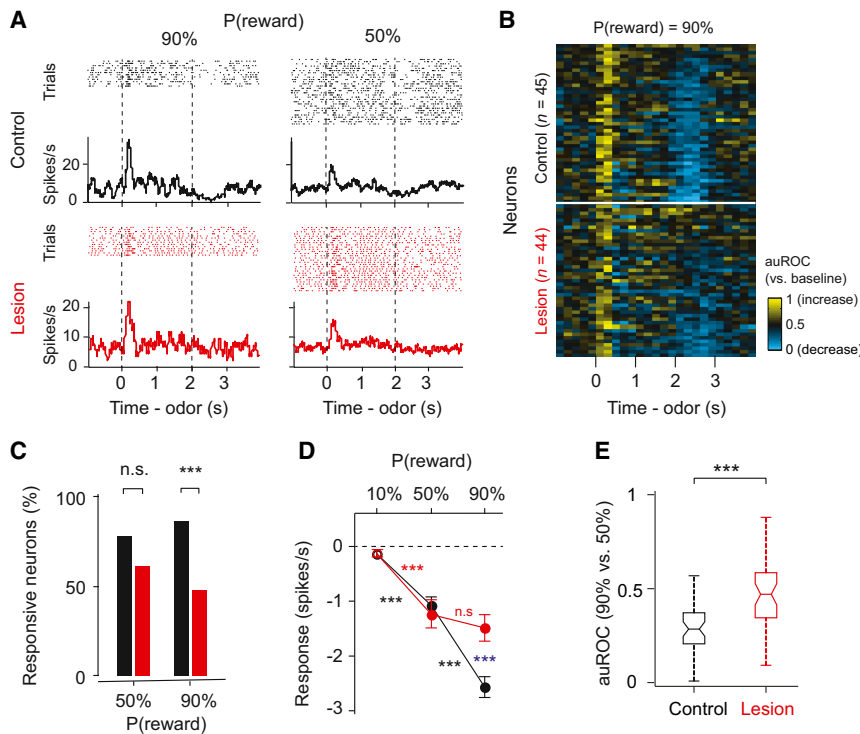 A
P(reward)
90%
50%
Control
Trials
Spikes/s
20
0
Lesion
Trials
Spikes/s
20
10
0
0 1 2 3
0 1 2 3
Time - odor (s)
Time - odor (s)
B
P(reward) = 90%
Neurons
Control (n = 45)
Lesion (n = 44)
0 1 2 3
Time - odor (s)
auROC
(vs. baseline)
1 (increase)
0.5
0 (decrease)
C
n.s.
***
Responsive neurons (%)
100
50
0
50%
90%
P(reward)
D
P(reward)
10% 50% 90%
Response (spikes/s)
0
-1
-2
-3
***
***
n.s
***
***
E
***
auROC (90% vs. 50%)
1
0.5
0
Control
Lesion